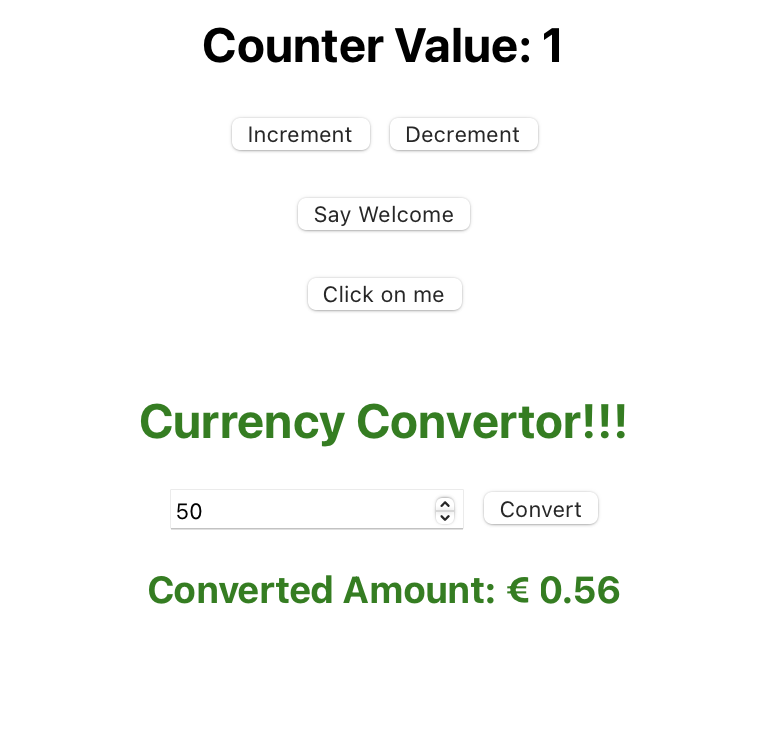 Counter Value: 1
Increment Decrement
Say Welcome
Click on me
Currency Convertor!!!
50 Convert
Converted Amount: € 0.56